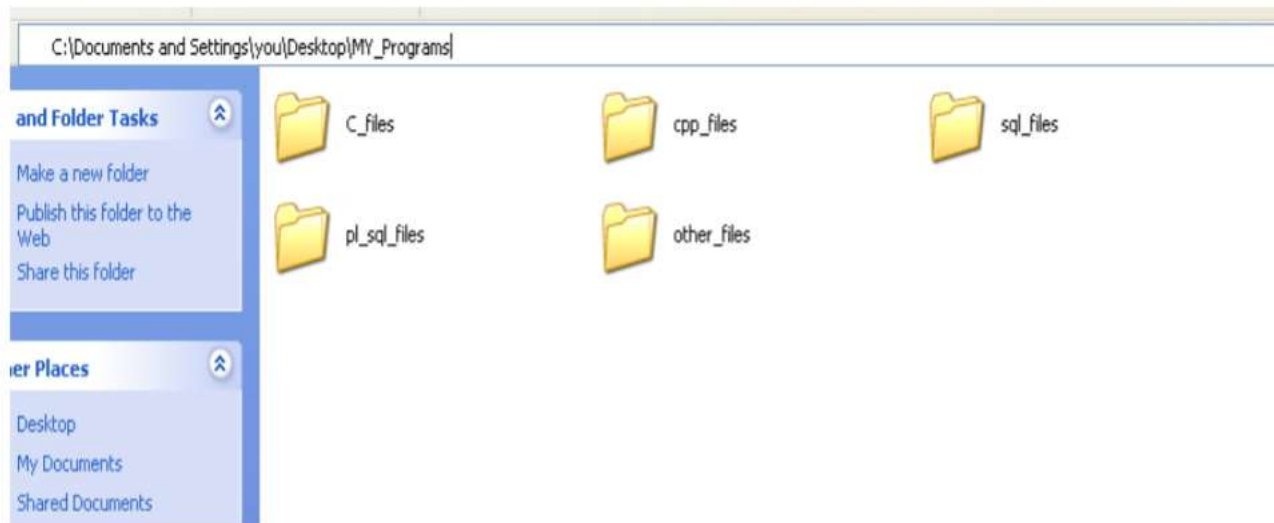 C:\Documents and Settings\you\Desktop\MY_Programs
and Folder Tasks
Make a new folder
Publish this folder to the
Web
Share this folder
er Places
Desktop
My Documents
Shared Documents
C_files
cpp_files
sql_files
pl_sql_files
other_files